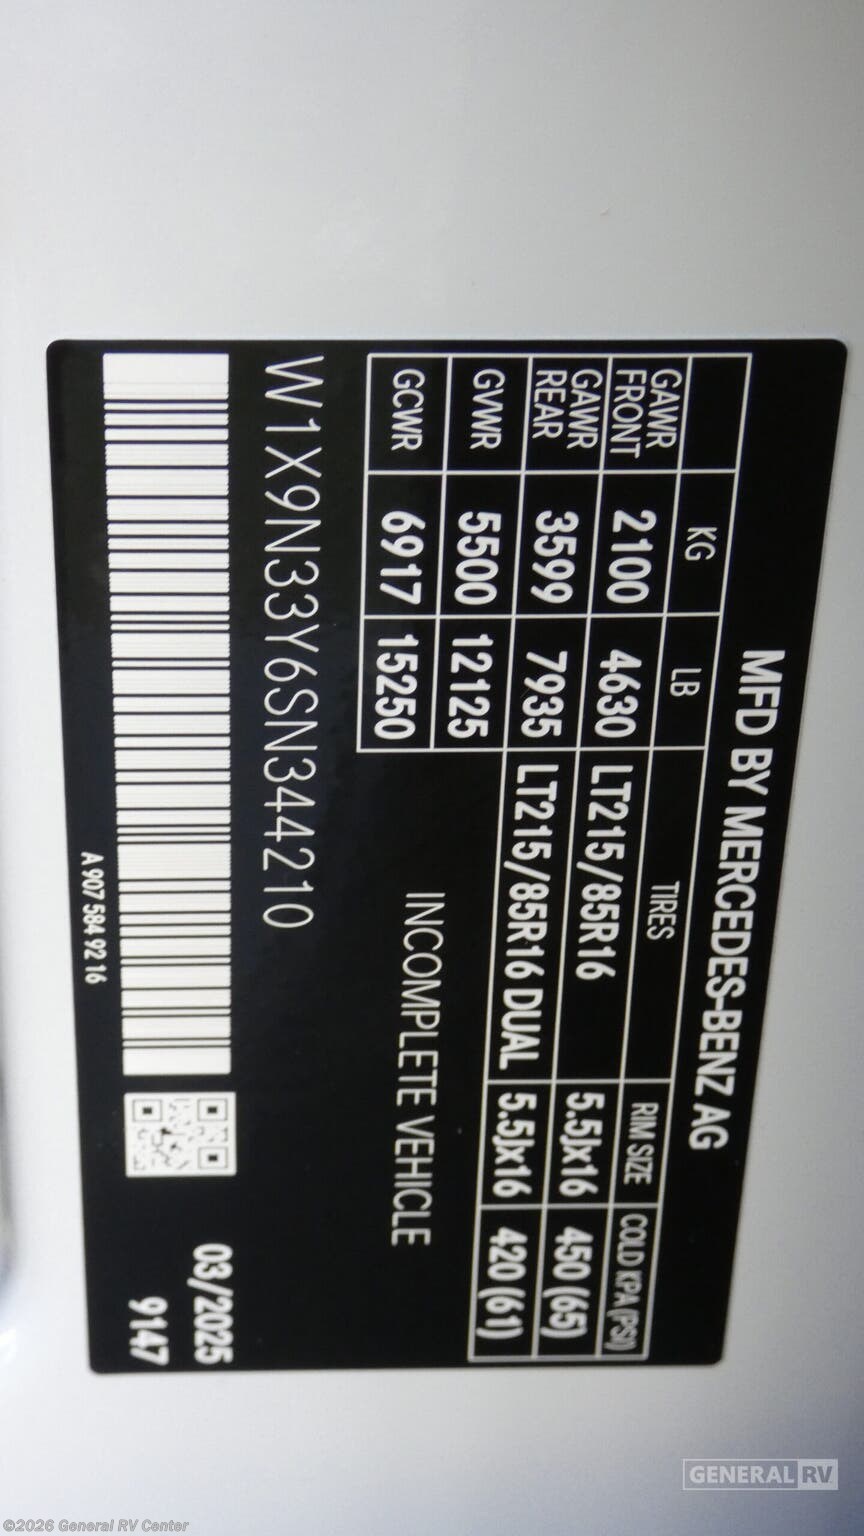 MFD BY MERCEDES-BENZ AG
KG LB TIRES RIM SIZE COLD KPA (PSI)
GAWR FRONT 2100 4630 LT215/85R16 5.5Jx16 450 (65)
GAWR REAR 3599 7935 LT215/85R16 DUAL 5.5Jx16 420 (61)
GVWR 5500 12125
GCWR 6917 15250
INCOMPLETE VEHICLE
W1X9N33Y6SN344210
03/2025
9147
A 907 584 92 16
GENERAL RV
©2026 General RV Center